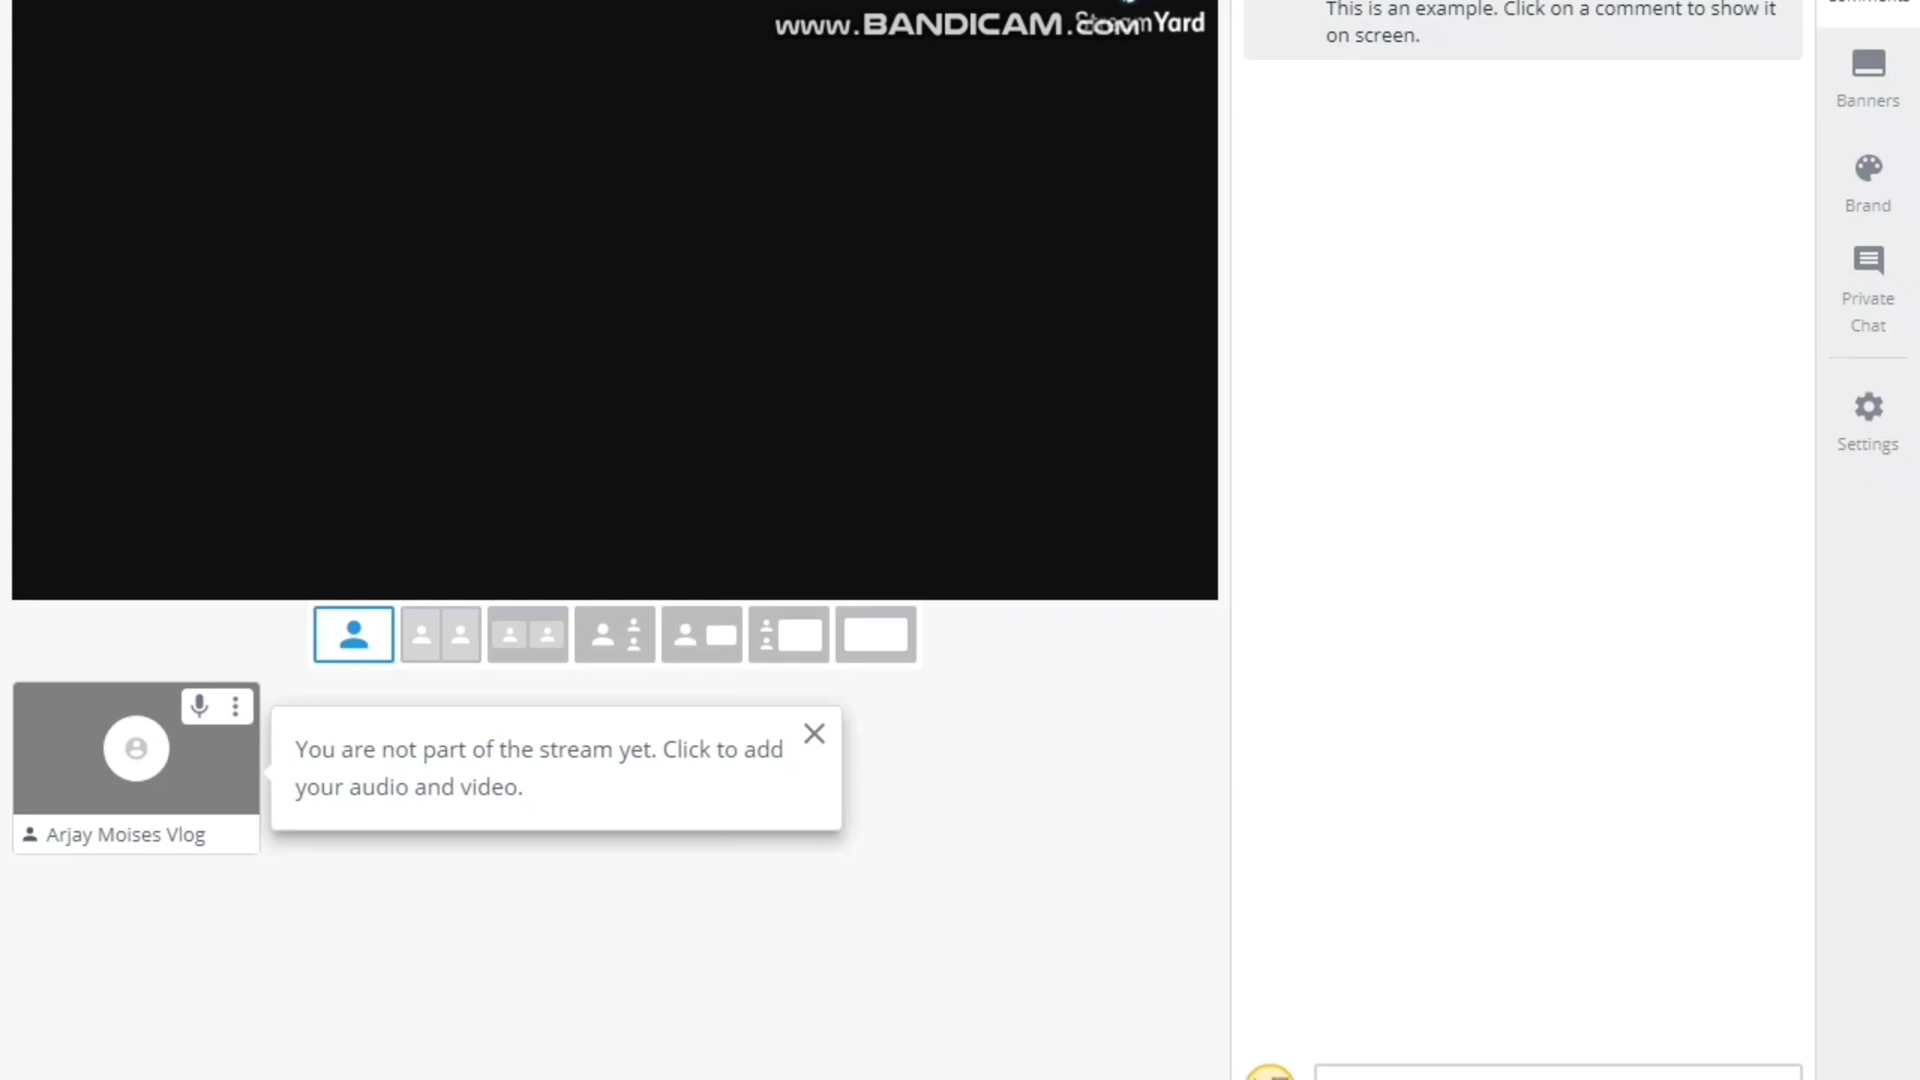 www.BANDICAM.COM
StreamYard
This is an example. Click on a comment to show it
on screen.
Banners
Brand
Private
Chat
Settings
You are not part of the stream yet. Click to add
your audio and video.
Arjay Moises Vlog